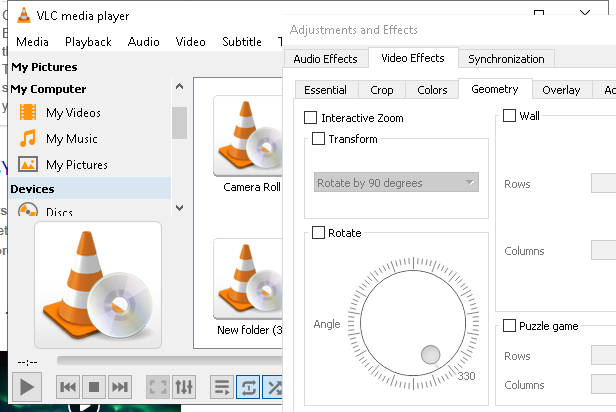 VLC media player
Media Playback Audio Video Subtitle
My Pictures
My Computer
My Videos
My Music
My Pictures
Devices
Discs
Camera Roll
New folder (3
--:--
Adjustments and Effects
Audio Effects Video Effects Synchronization
Essential Crop Colors Geometry Overlay
Interactive Zoom
Transform
Rotate by 90 degrees
Rotate
Angle
330
Wall
Rows
Columns
Puzzle game
Rows
Columns